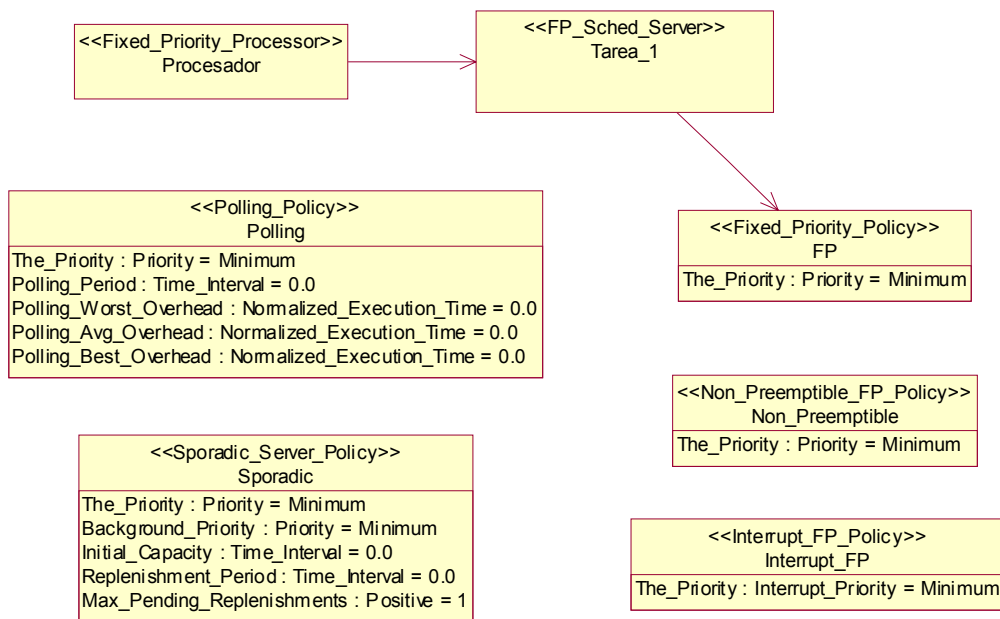 <<Fixed_Priority_Processor>>
Procesador
<<FP_Sched_Server>>
Tarea_1
<<Polling_Policy>>
Polling
The_Priority : Priority = Minimum
Polling_Period : Time_Interval = 0.0
Polling_Worst_Overhead : Normalized_Execution_Time = 0.0
Polling_Avg_Overhead : Normalized_Execution_Time = 0.0
Polling_Best_Overhead : Normalized_Execution_Time = 0.0
<<Fixed_Priority_Policy>>
FP
The_Priority : Priority = Minimum
<<Non_Preemptible_FP_Policy>>
Non_Preemptible
The_Priority : Priority = Minimum
<<Sporadic_Server_Policy>>
Sporadic
The_Priority : Priority = Minimum
Background_Priority : Priority = Minimum
Initial_Capacity : Time_Interval = 0.0
Replenishment_Period : Time_Interval = 0.0
Max_Pending_Replenishments : Positive = 1
<<Interrupt_FP_Policy>>
Interrupt_FP
The_Priority : Interrupt_Priority = Minimum